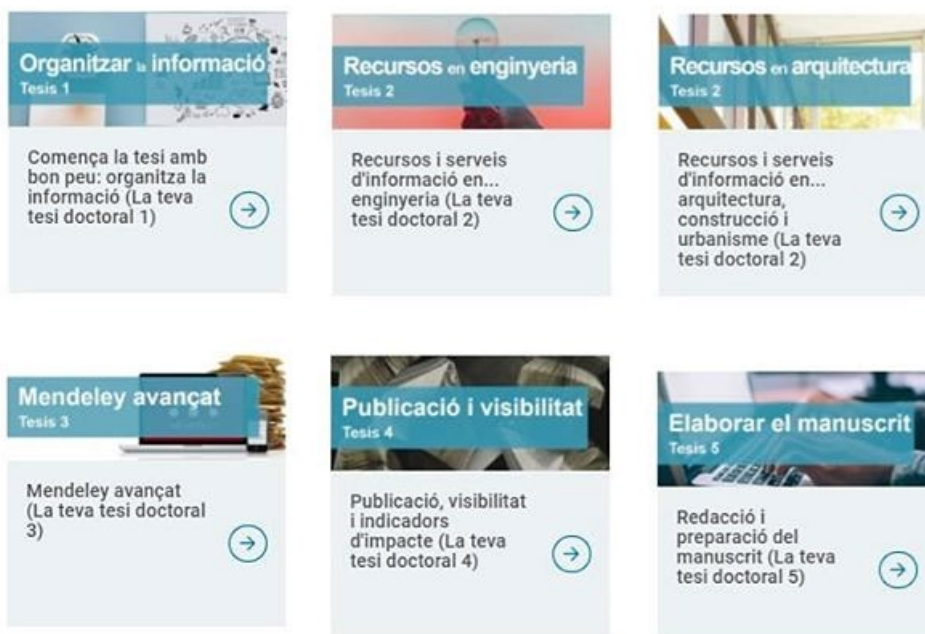 Organitzar la informació
Tesis 1
Comença la tesi amb
bon peu: organitza la
informació (La teva
tesi doctoral 1)
Recursos en enginyeria
Tesis 2
Recursos i serveis
d'informació en...
enginyeria (La teva
tesi doctoral 2)
Recursos en arquitectura
Tesis 2
Recursos i serveis
d'informació en...
arquitectura,
construcció i
urbanisme (La teva
tesi doctoral 2)
Mendeley avançat
Tesis 3
Mendeley avançat
(La teva tesi doctoral
3)
Publicació i visibilitat
Tesis 4
Publicació, visibilitat
i indicadors
d'impacte (La teva
tesi doctoral 4)
Elaborar el manuscrit
Tesis 5
Redacció i
preparació del
manuscrit (La teva
tesi doctoral 5)